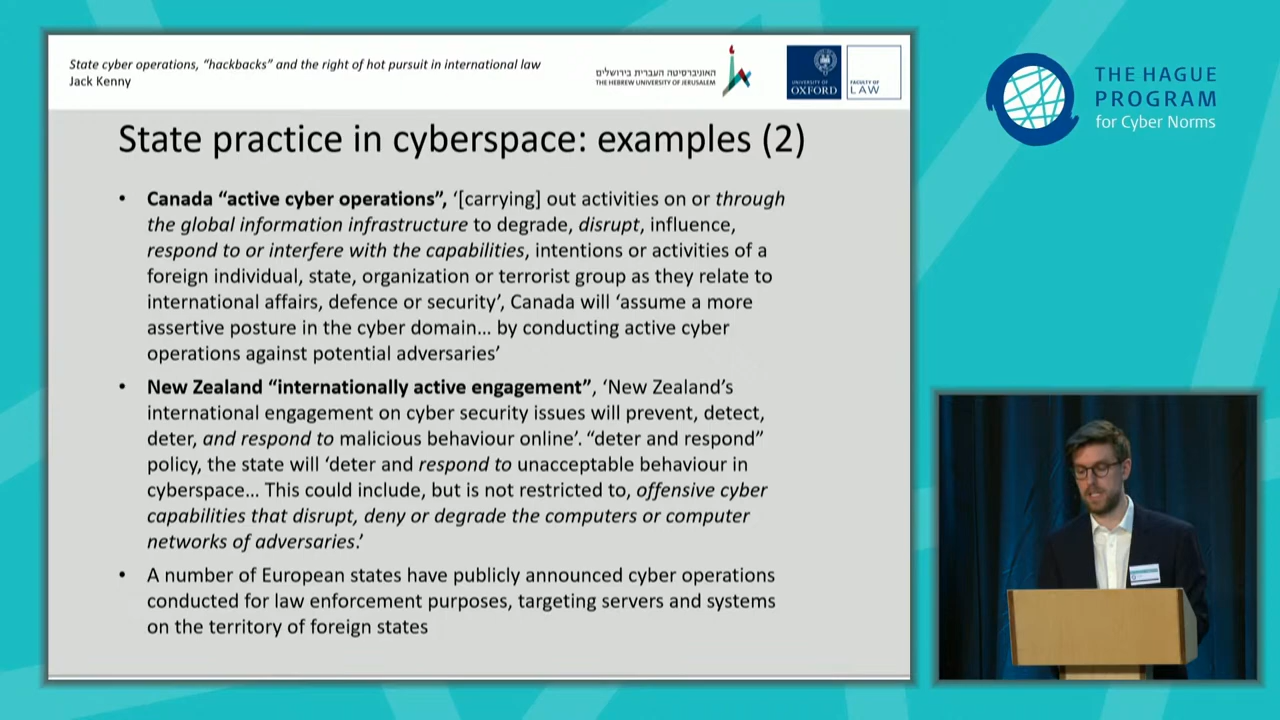 State cyber operations, “hackbacks” and the right of hot pursuit in international law
Jack Kenny
האוניברסיטה העברית בירושלים
THE HEBREW UNIVERSITY OF JERUSALEM
UNIVERSITY OF
OXFORD
FACULTY OF
LAW
THE HAGUE
PROGRAM
for Cyber Norms
State practice in cyberspace: examples (2)
• Canada “active cyber operations”, ‘[carrying] out activities on or through
the global information infrastructure to degrade, disrupt, influence,
respond to or interfere with the capabilities, intentions or activities of a
foreign individual, state, organization or terrorist group as they relate to
international affairs, defence or security’, Canada will ‘assume a more
assertive posture in the cyber domain… by conducting active cyber
operations against potential adversaries’
• New Zealand “internationally active engagement”, ‘New Zealand’s
international engagement on cyber security issues will prevent, detect,
deter, and respond to malicious behaviour online’. “deter and respond”
policy, the state will ‘deter and respond to unacceptable behaviour in
cyberspace… This could include, but is not restricted to, offensive cyber
capabilities that disrupt, deny or degrade the computers or computer
networks of adversaries.’
• A number of European states have publicly announced cyber operations
conducted for law enforcement purposes, targeting servers and systems
on the territory of foreign states